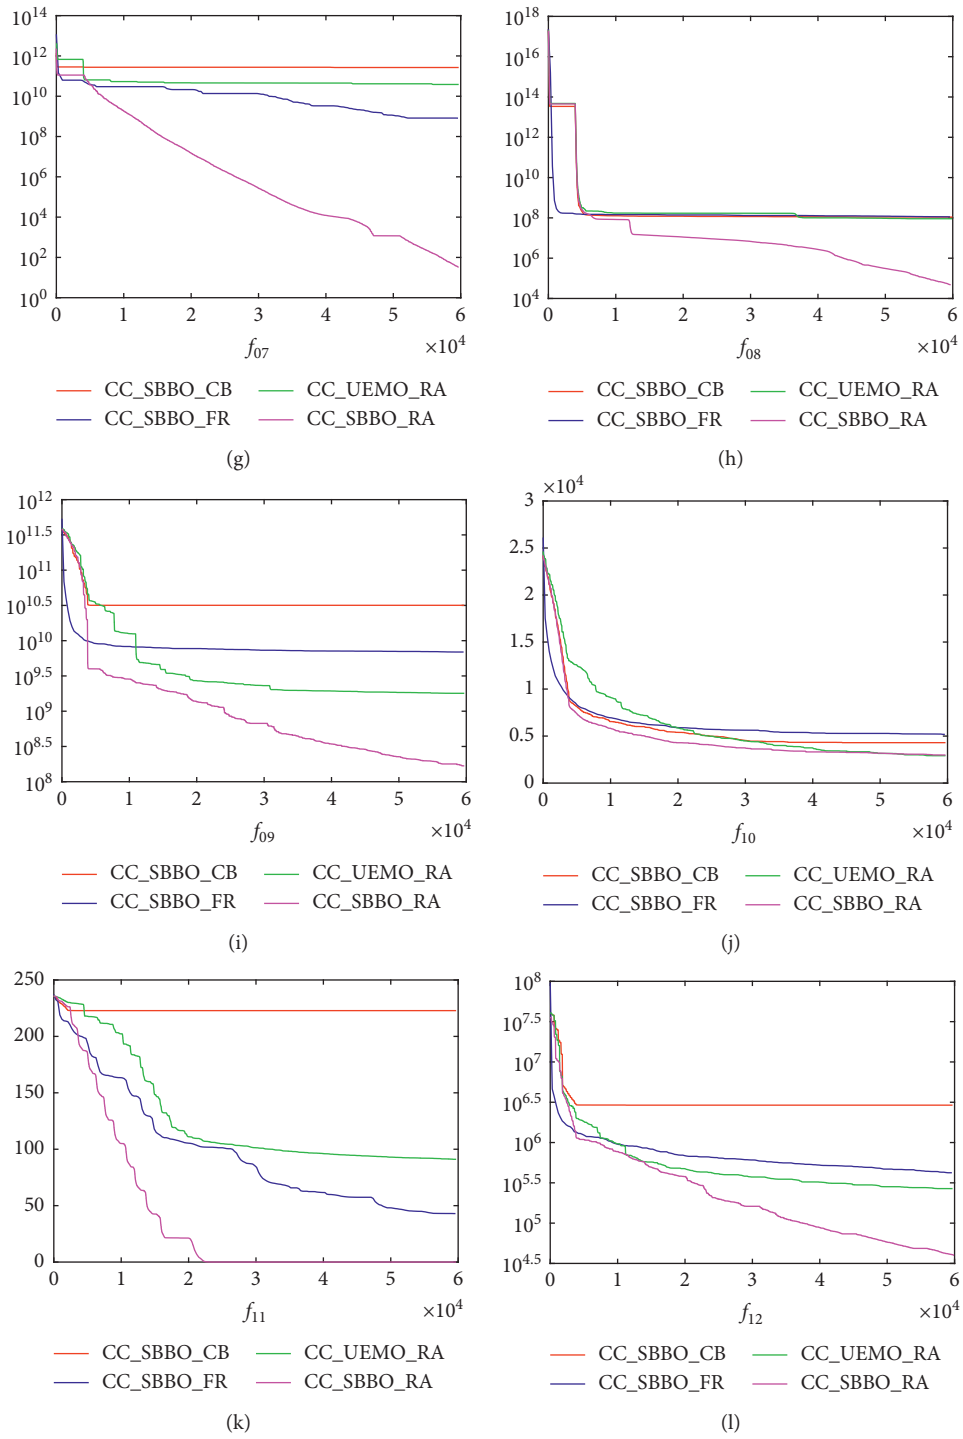 10^14
10^12
10^10
10^8
10^6
10^4
10^2
10^0
0 1 2 3 4 5 6
f07 ×10^4
CC_SBBO_CB CC_UEMO_RA
CC_SBBO_FR CC_SBBO_RA
(g)
10^18
10^16
10^14
10^12
10^10
10^8
10^6
10^4
0 1 2 3 4 5 6
f08 ×10^4
CC_SBBO_CB CC_UEMO_RA
CC_SBBO_FR CC_SBBO_RA
(h)
10^12
10^11.5
10^11
10^10.5
10^10
10^9.5
10^9
10^8.5
10^8
0 1 2 3 4 5 6
f09 ×10^4
CC_SBBO_CB CC_UEMO_RA
CC_SBBO_FR CC_SBBO_RA
(i)
×10^4
3
2.5
2
1.5
1
0.5
0
0 1 2 3 4 5 6
f10 ×10^4
CC_SBBO_CB CC_UEMO_RA
CC_SBBO_FR CC_SBBO_RA
(j)
250
200
150
100
50
0
0 1 2 3 4 5 6
f11 ×10^4
CC_SBBO_CB CC_UEMO_RA
CC_SBBO_FR CC_SBBO_RA
(k)
10^8
10^7.5
10^7
10^6.5
10^6
10^5.5
10^5
10^4.5
0 1 2 3 4 5 6
f12 ×10^4
CC_SBBO_CB CC_UEMO_RA
CC_SBBO_FR CC_SBBO_RA
(l)